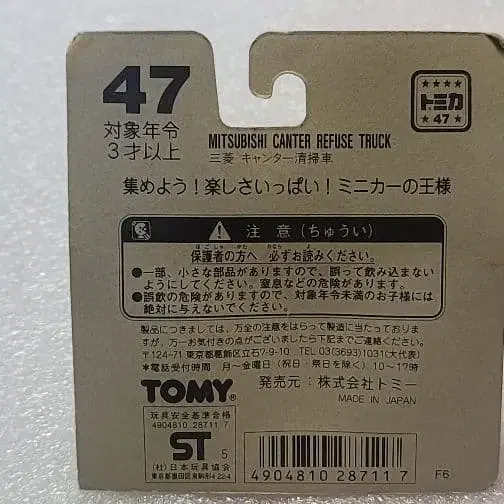 47
対象年令
3才以上
トミカ
47
MITSUBISHI CANTER REFUSE TRUCK
三菱 キャンター清掃車
集めよう！楽しさいっぱい！ミニカーの王様
注 意（ちゅうい）
保護者の方へ 必ずお読みください。
●一部、小さな部品がありますので、誤って飲み込まない
ようにしてください。窒息などの危険があります。
●誤飲の危険がありますので、対象年令未満のお子様には
絶対に与えないでください。
製品につきましては、万全の注意をはらって製造に当たっておりま
すが、万一お気付きの点がございましたら下記までご連絡ください。
〒124-71 東京都葛飾区立石7-9-10 TEL 03(3693)1031(大代表)
＊電話受付時間 月～金曜日（祝日・祭日を除く）10～17時
TOMY®
発売元：株式会社トミー
MADE IN JAPAN
玩具安全基準合格
4904810 28711 7
ST 5
(社)日本玩具協会
東京都墨田区東駒形4-22-4
4 904810 287117
F6